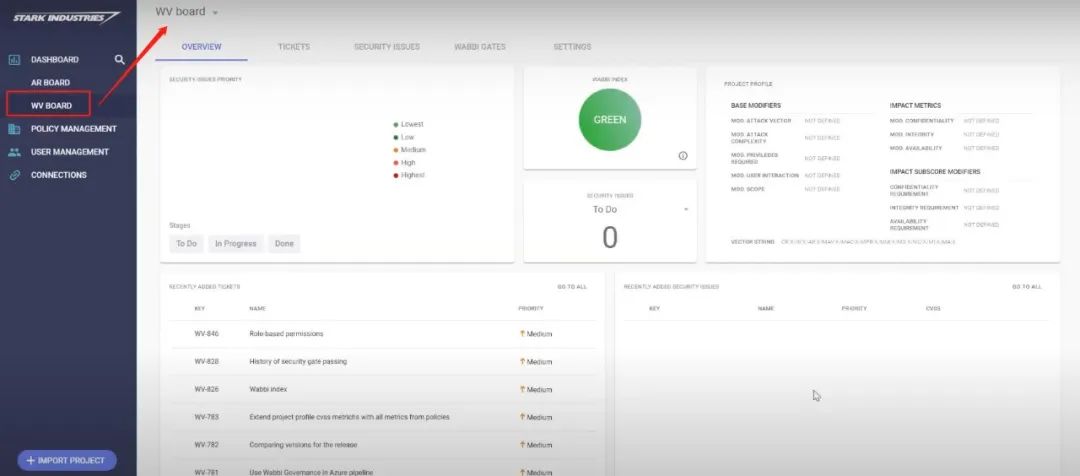 STARK INDUSTRIES
DASHBOARD
AR BOARD
WV BOARD
POLICY MANAGEMENT
USER MANAGEMENT
CONNECTIONS
+ IMPORT PROJECT
WV board
OVERVIEW TICKETS SECURITY ISSUES WABBI GATES SETTINGS
SECURITY ISSUES PRIORITY
Lowest
Low
Medium
High
Highest
Stages
To Do In Progress Done
WABBI INDEX
GREEN
SECURITY ISSUES
To Do
0
PROJECT PROFILE
BASE MODIFIERS
MOD. ATTACK VECTOR NOT DEFINED
MOD. ATTACK
COMPLEXITY NOT DEFINED
MOD. PRIVILEGES
REQUIRED NOT DEFINED
MOD. USER INTERACTION NOT DEFINED
MOD. SCOPE NOT DEFINED
IMPACT METRICS
MOD. CONFIDENTIALITY NOT DEFINED
MOD. INTEGRITY NOT DEFINED
MOD. AVAILABILITY NOT DEFINED
IMPACT SUBSCORE MODIFIERS
CONFIDENTIALITY
REQUIREMENT NOT DEFINED
INTEGRITY REQUIREMENT NOT DEFINED
AVAILABILITY
REQUIREMENT NOT DEFINED
VECTOR STRING
RECENTLY ADDED TICKETS GO TO ALL
KEY NAME PRIORITY
WV-846 Role-based permissions Medium
WV-828 History of security gate passing Medium
WV-826 Wabbi index Medium
WV-783 Extend project profile cvss metrichs with all metrics from policies Medium
WV-782 Comparing versions for the release Medium
WV-781 Use Wabbi Governance in Azure pipeline Medium
RECENTLY ADDED SECURITY ISSUES GO TO ALL
KEY NAME PRIORITY CVSS